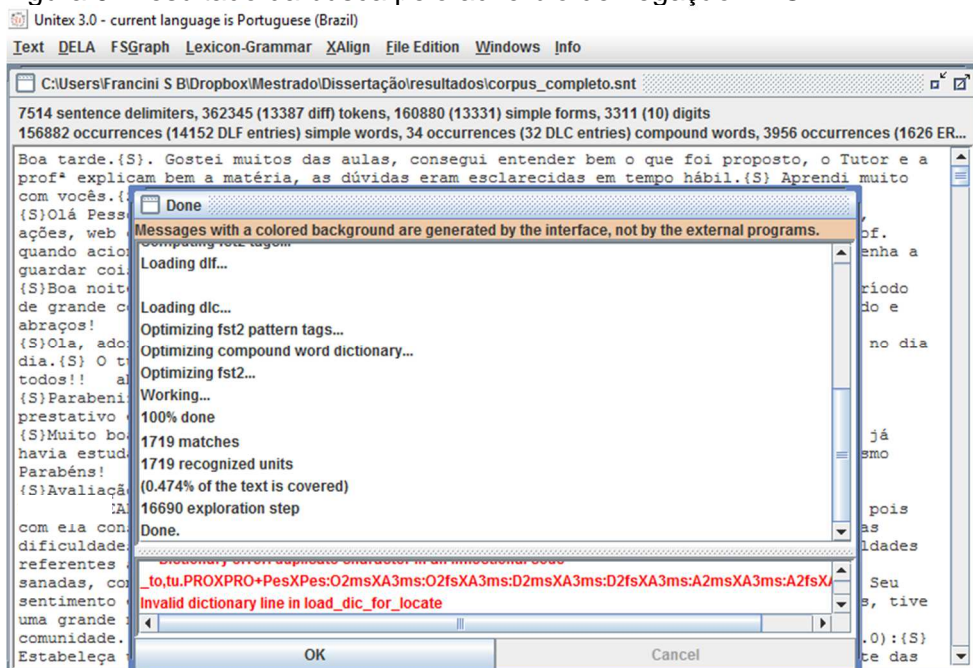 Unitex 3.0 - current language is Portuguese (Brazil)
Text DELA FSGraph Lexicon-Grammar XAlign File Edition Windows Info
C:\Users\Francini S B\Dropbox\Mestrado\Dissertação\resultados\corpus_completo.snt
7514 sentence delimiters, 362345 (13387 diff) tokens, 160880 (13331) simple forms, 3311 (10) digits
156882 occurrences (14152 DLF entries) simple words, 34 occurrences (32 DLC entries) compound words, 3956 occurrences (1626 ER...
Boa tarde.{S}. Gostei muitos das aulas, consegui entender bem o que foi proposto, o Tutor e a
profª explicam bem a matéria, as dúvidas eram esclarecidas em tempo hábil.{S} Aprendi muito
com vocês.{
{S}Olá Pess
ações, web
quando acio
guardar coi
{S}Boa noit
de grande c
abraços!
{S}Ola, ado
dia.{S} O t
todos!!
{S}Parabeni
prestativo
{S}Muito bo
havia estud
Parabéns!
{S}Avaliaçã
com ela con
dificuldade
referentes
sanadas, co
sentimento
uma grande
comunidade.
Estabeleça
Done
Messages with a colored background are generated by the interface, not by the external programs.
Loading dlf...
Loading dlc...
Optimizing fst2 pattern tags...
Optimizing compound word dictionary...
Optimizing fst2...
Working...
100% done
1719 matches
1719 recognized units
(0.474% of the text is covered)
16690 exploration step
Done.
_to,tu.PROXPRO+PesXPes:O2msXA3ms:O2fsXA3ms:D2msXA3ms:D2fsXA3ms:A2msXA3ms:A2fsXA
Invalid dictionary line in load_dic_for_locate
OK Cancel
of.
enha a
ríodo
do e
no dia
já
smo
pois
as
ldades
Seu
s, tive
.0):{S}
te das